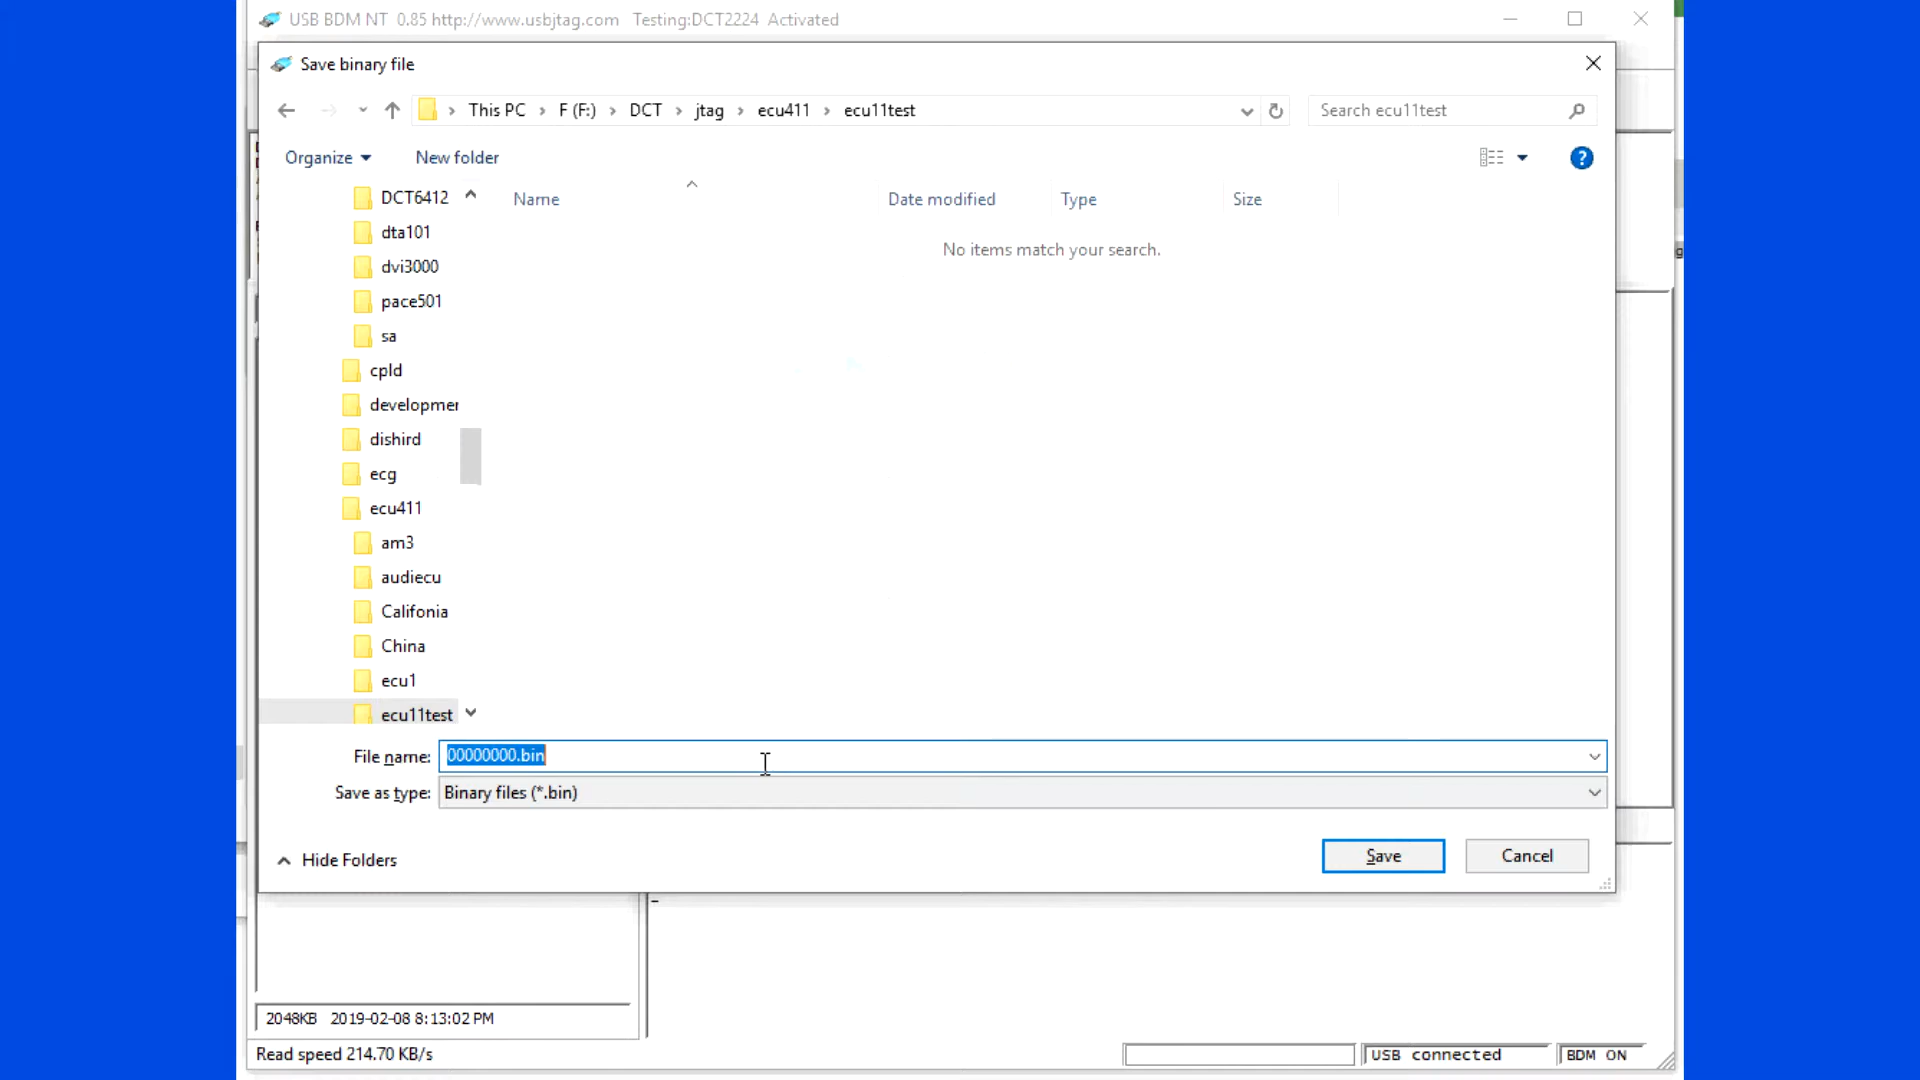 USB BDM NT 0.85 http://www.usbjtag.com Testing:DCT2224 Activated
Save binary file
This PC > F (F:) > DCT > jtag > ecu411 > ecu11test
Search ecu11test
Organize
New folder
Name
Date modified
Type
Size
No items match your search.
DCT6412
dta101
dvi3000
pace501
sa
cpld
developmer
dishird
ecg
ecu411
am3
audiecu
Califonia
China
ecu1
ecu11test
File name: 00000000.bin
Save as type: Binary files (*.bin)
Hide Folders
Save
Cancel
2048KB 2019-02-08 8:13:02 PM
Read speed 214.70 KB/s
USB connected
BDM ON